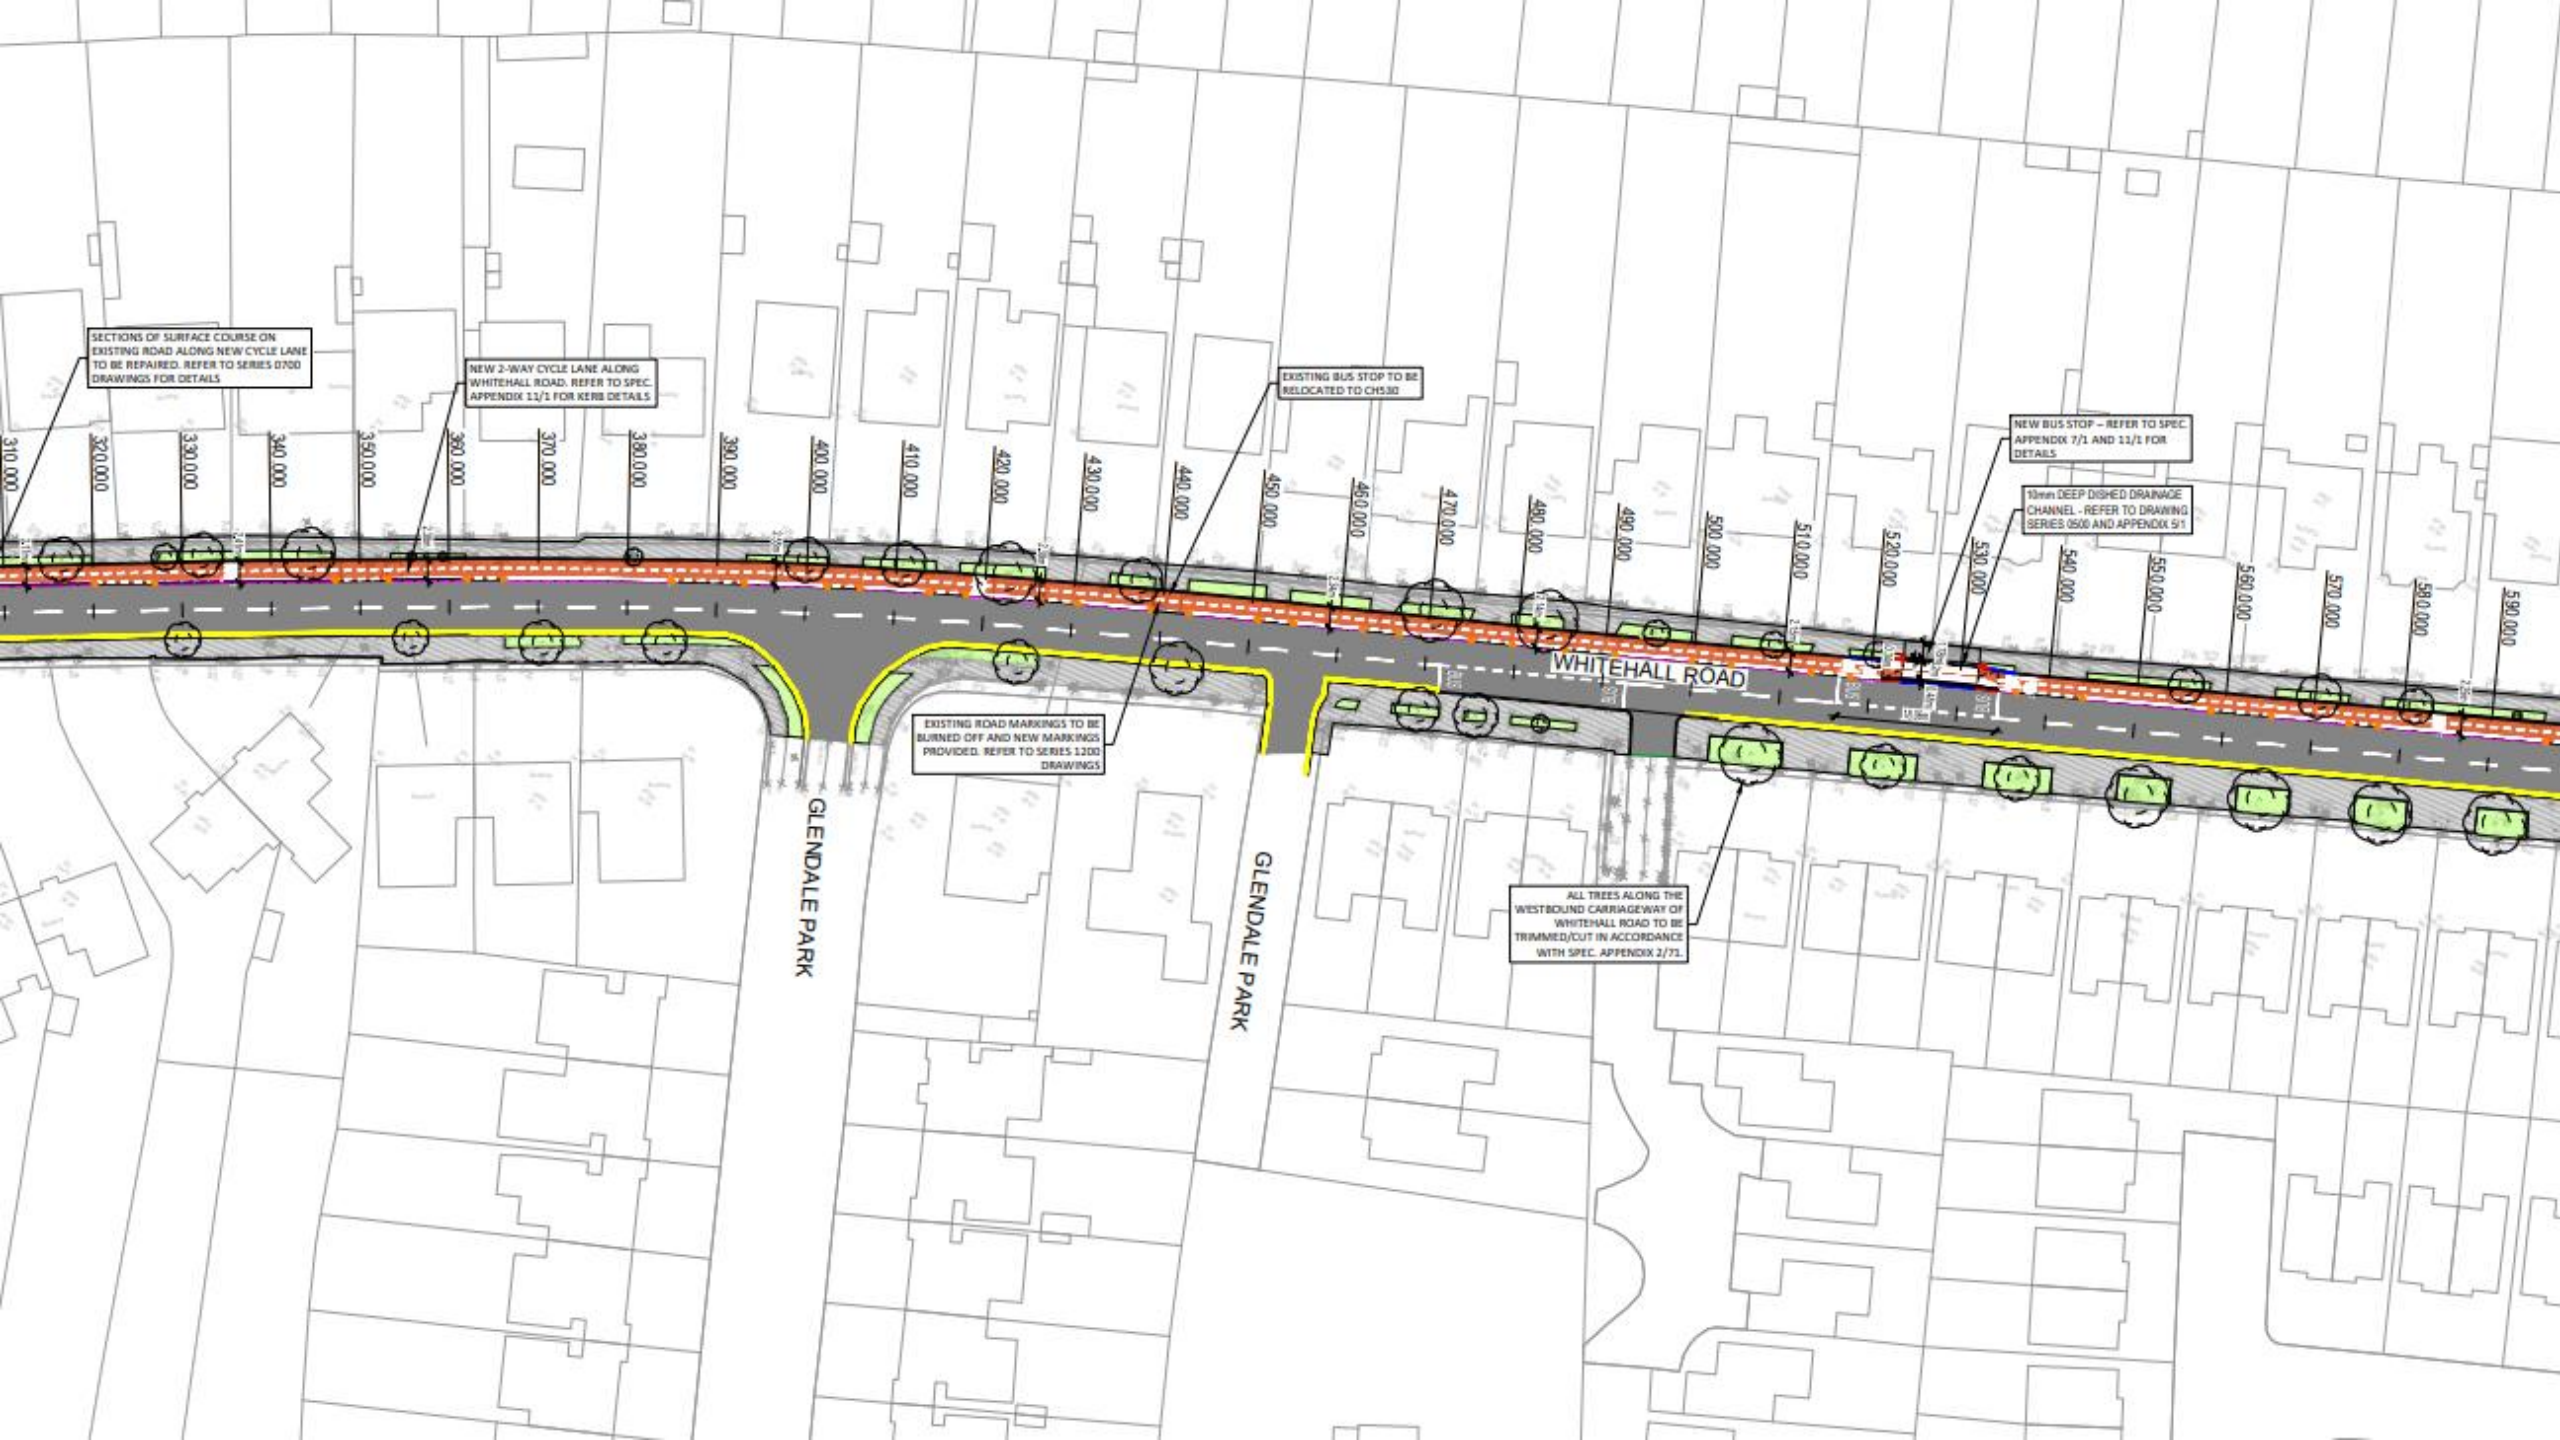 SECTIONS OF SURFACE COURSE ON
EXISTING ROAD ALONG NEW CYCLE LANE
TO BE REPAIRED. REFER TO SERIES 0700
DRAWINGS FOR DETAILS
NEW 2-WAY CYCLE LANE ALONG
WHITEHALL ROAD. REFER TO SPEC.
APPENDIX 11/1 FOR KERB DETAILS
EXISTING BUS STOP TO BE
RELOCATED TO CH530
NEW BUS STOP – REFER TO SPEC.
APPENDIX 7/1 AND 11/1 FOR
DETAILS
10mm DEEP DISHED DRAINAGE
CHANNEL - REFER TO DRAWING
SERIES 0500 AND APPENDIX 5/1
310.000
320.000
330.000
340.000
350.000
360.000
370.000
380.000
390.000
400.000
410.000
420.000
430.000
440.000
450.000
460.000
470.000
480.000
490.000
500.000
510.000
520.000
530.000
540.000
550.000
560.000
570.000
580.000
590.000
WHITEHALL ROAD
BUS
BUS
BUS
BUS
EXISTING ROAD MARKINGS TO BE
BURNED OFF AND NEW MARKINGS
PROVIDED. REFER TO SERIES 1200
DRAWINGS
GLENDALE PARK
GLENDALE PARK
ALL TREES ALONG THE
WESTBOUND CARRIAGEWAY OF
WHITEHALL ROAD TO BE
TRIMMED/CUT IN ACCORDANCE
WITH SPEC. APPENDIX 2/71.